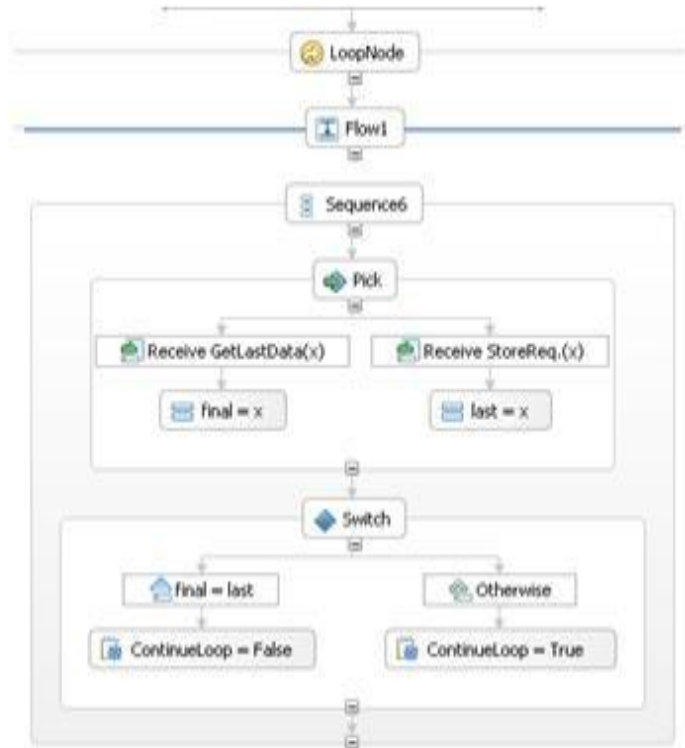 LoopNode
Flow1
Sequence6
Pick
Receive GetLastData(x)
Receive StoreReq.(x)
final = x
last = x
Switch
final = last
Otherwise
ContinueLoop = False
ContinueLoop = True